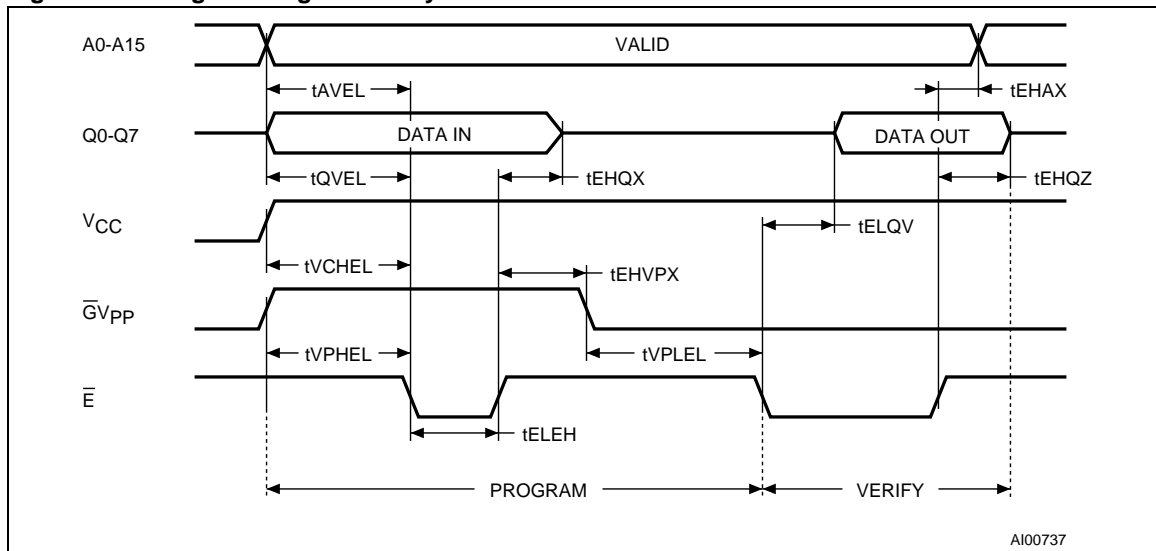 A0-A15
VALID
tAVEL
tEHAX
Q0-Q7
DATA IN
DATA OUT
tQVEL
tEHQX
tEHQZ
VCC
tELQV
tVCHEL
tEHVPX
G̅VPP
tVPHEL
tVPLEL
E̅
tELEH
PROGRAM
VERIFY
AI00737